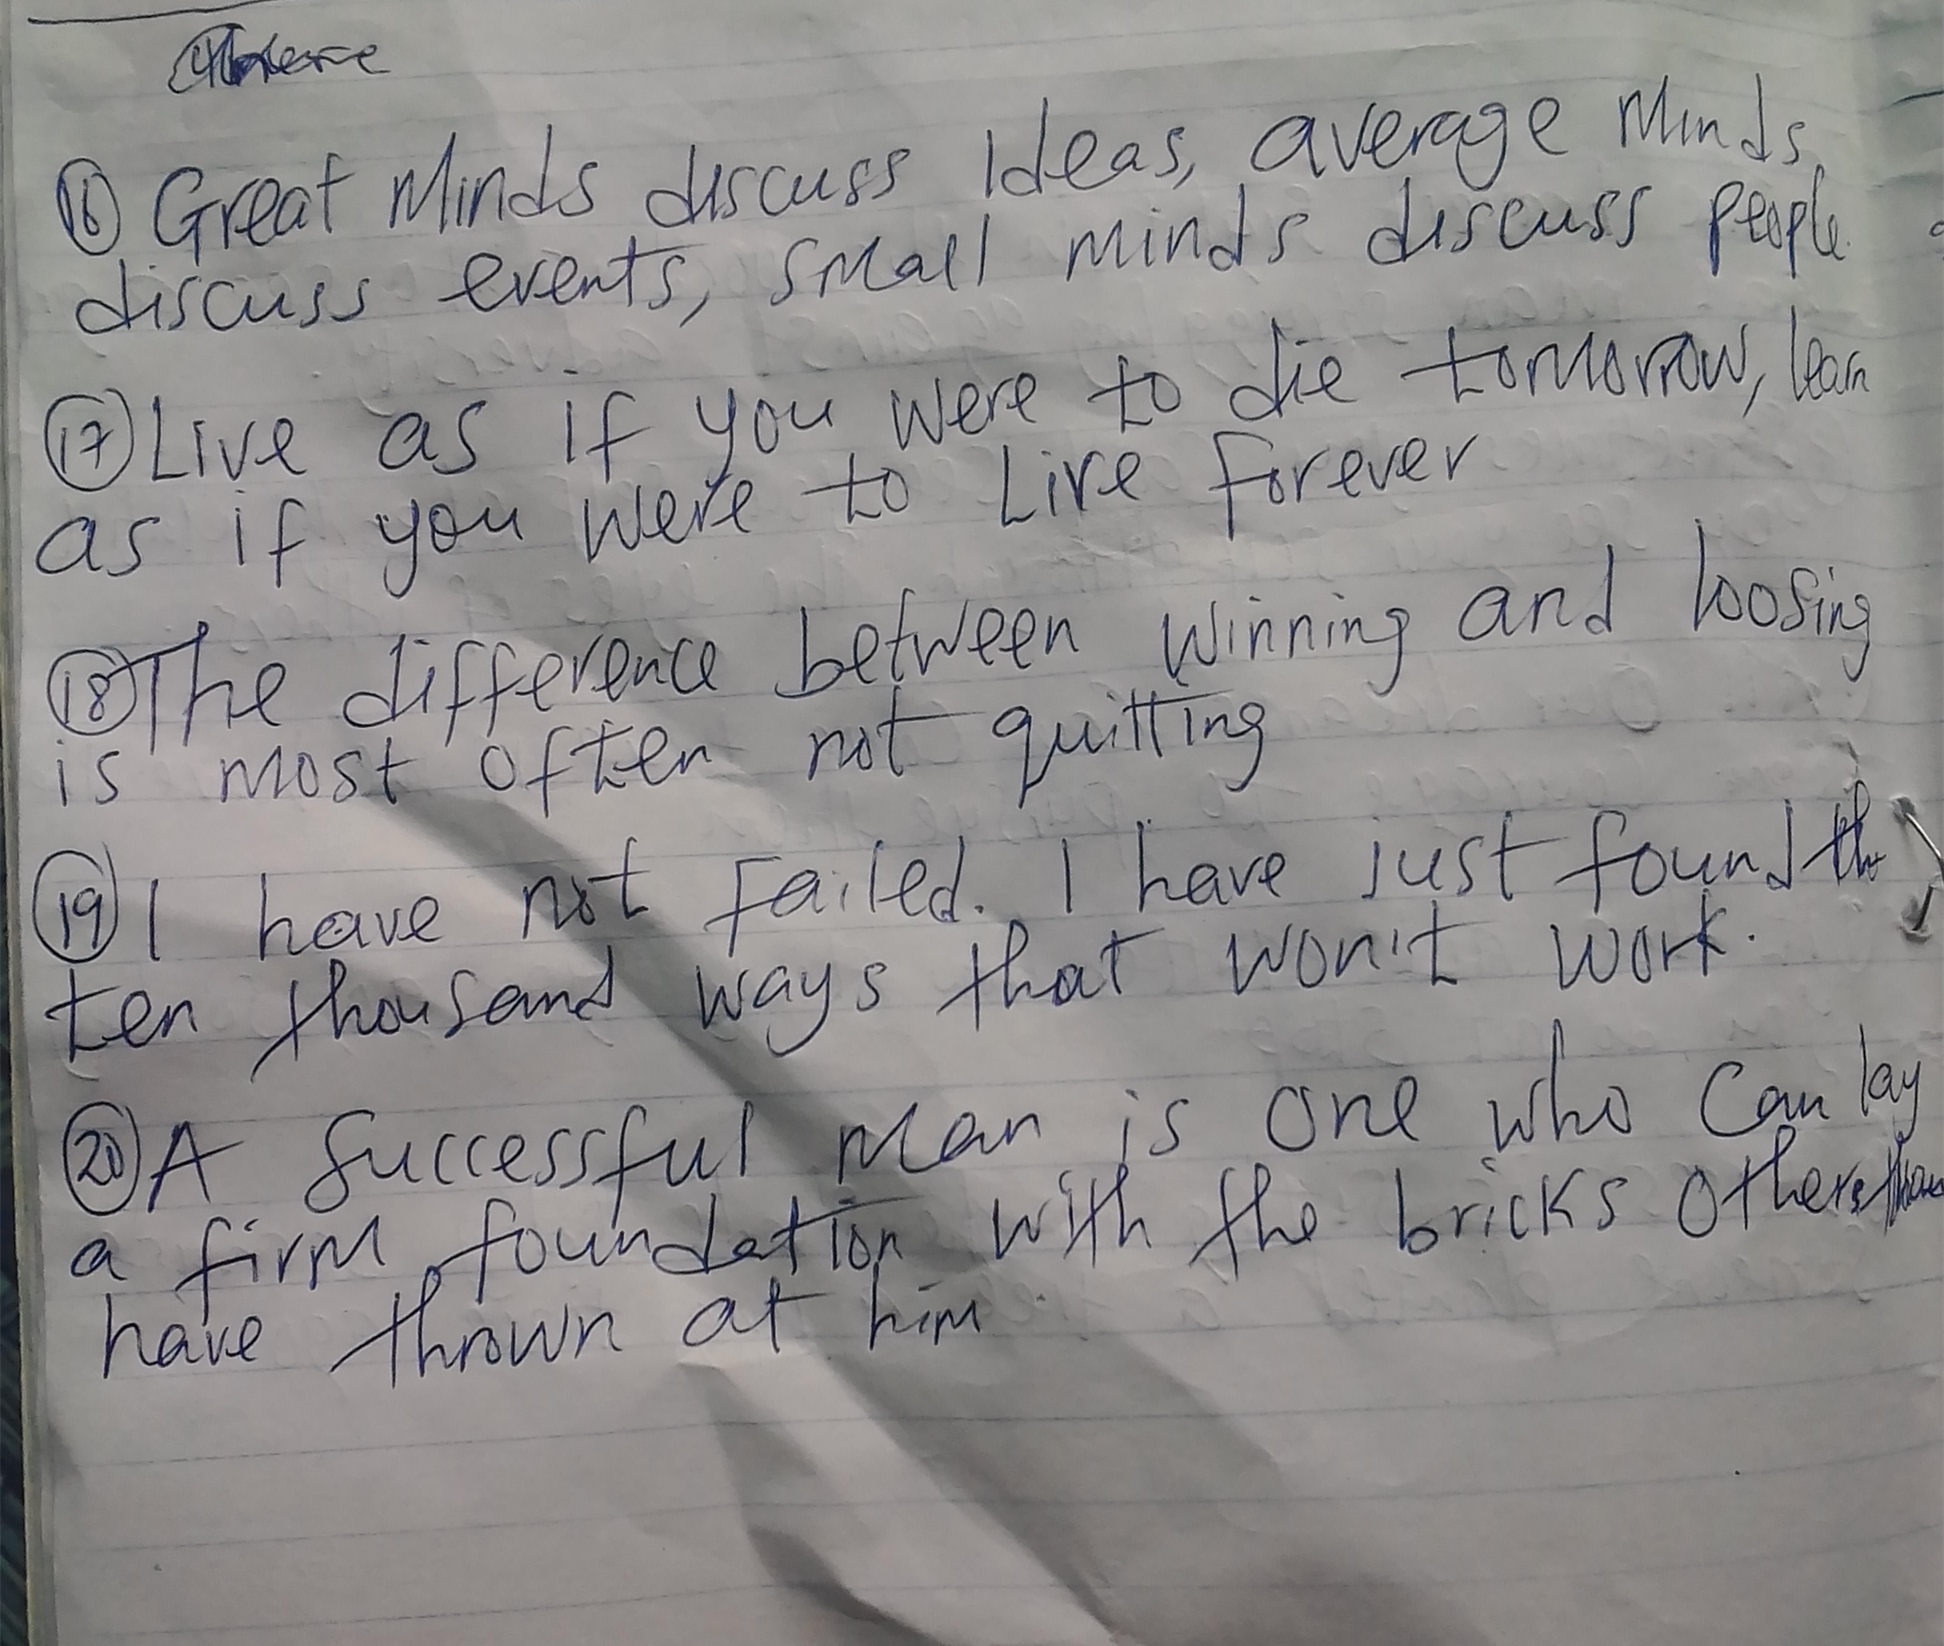 (16) Great Minds discuss Ideas, average Minds
discuss events, small minds discuss people.
(17) Live as if you were to die tomorrow, learn
as if you were to Live forever
(18) The difference between Winning and loosing
is most often not quitting
(19) I have not Failed. I have just found
ten thousand ways that won't work.
(20) A Successful Man is one who can lay
a firm foundation with the bricks others
have thrown at him.